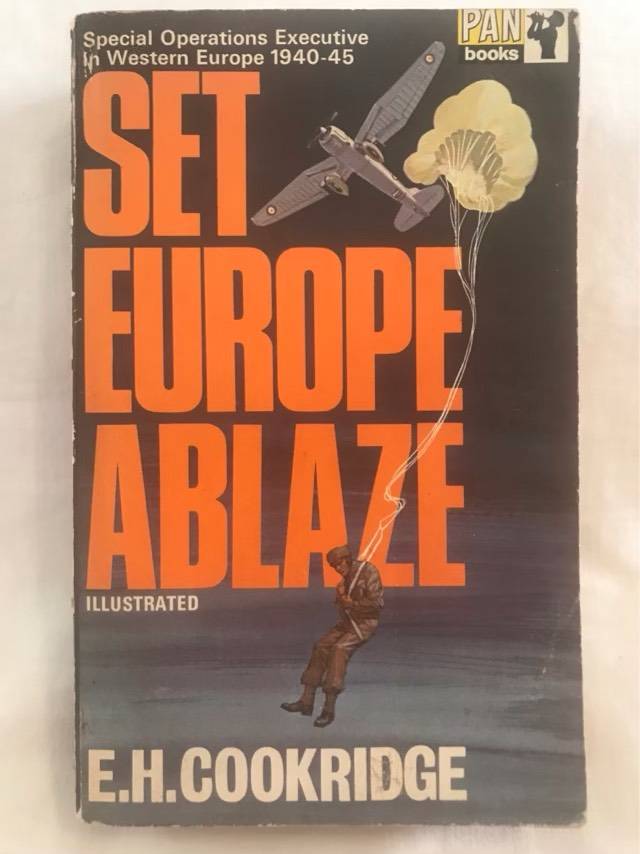 Special Operations Executive
in Western Europe 1940-45
PAN
books
SET
EUROPE
ABLAZE
ILLUSTRATED
E.H.COOKRIDGE